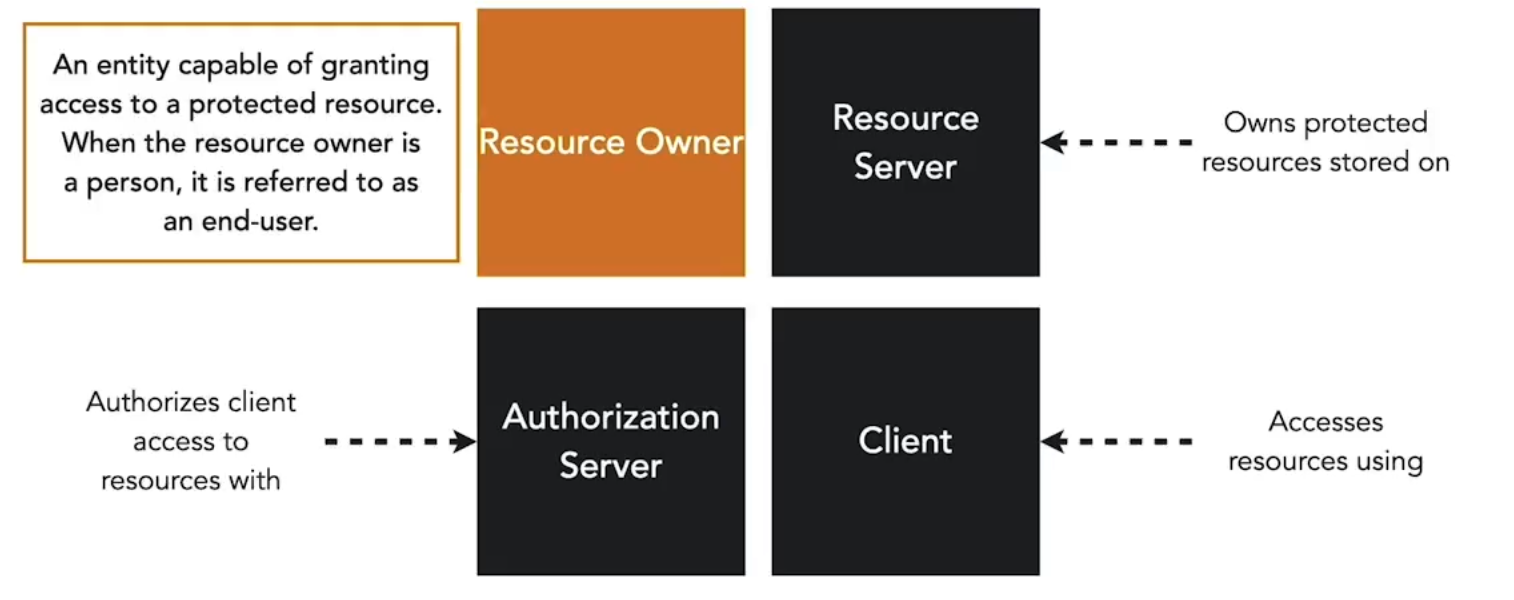 An entity capable of granting
access to a protected resource.
When the resource owner is
a person, it is referred to as
an end-user.
Resource Owner
Resource
Server
Owns protected
resources stored on
Authorizes client
access to
resources with
Authorization
Server
Client
Accesses
resources using